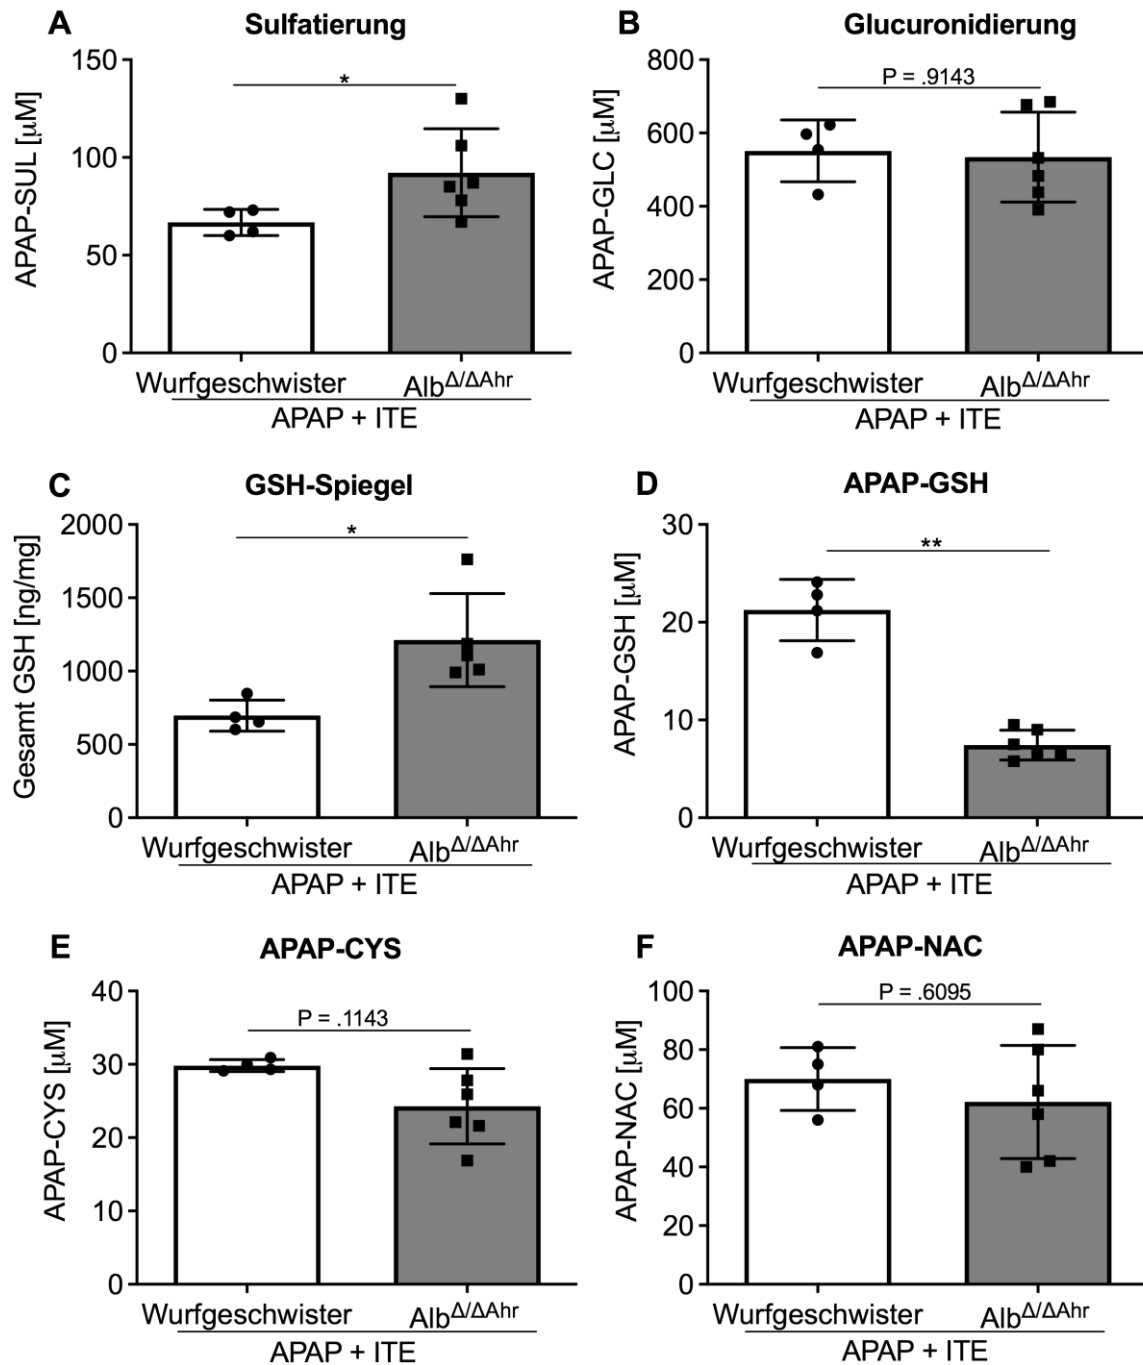 A Sulfatierung
APAP-SUL [μM]
150
100
50
0
*
Wurfgeschwister Alb^Δ/ΔAhr
APAP + ITE
B Glucuronidierung
APAP-GLC [μM]
800
600
400
200
0
P = .9143
Wurfgeschwister Alb^Δ/ΔAhr
APAP + ITE
C GSH-Spiegel
Gesamt GSH [ng/mg]
2000
1500
1000
500
0
*
Wurfgeschwister Alb^Δ/ΔAhr
APAP + ITE
D APAP-GSH
APAP-GSH [μM]
30
20
10
0
**
Wurfgeschwister Alb^Δ/ΔAhr
APAP + ITE
E APAP-CYS
APAP-CYS [μM]
40
30
20
10
0
P = .1143
Wurfgeschwister Alb^Δ/ΔAhr
APAP + ITE
F APAP-NAC
APAP-NAC [μM]
100
80
60
40
20
0
P = .6095
Wurfgeschwister Alb^Δ/ΔAhr
APAP + ITE